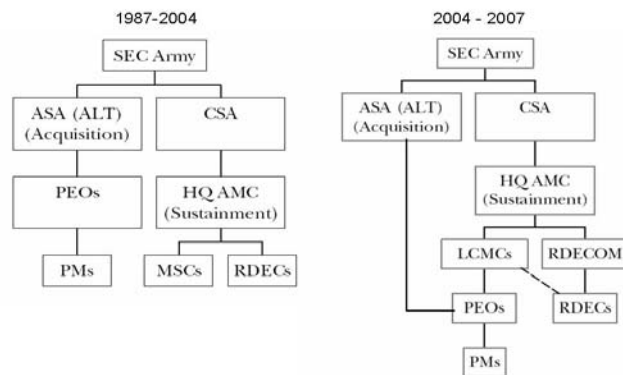 1987-2004
SEC Army
ASA (ALT)
(Acquisition)
CSA
PEOs
HQ AMC
(Sustainment)
PMs
MSCs
RDECs
2004 - 2007
SEC Army
ASA (ALT)
(Acquisition)
CSA
HQ AMC
(Sustainment)
LCMCs
RDECOM
PEOs
RDECs
PMs